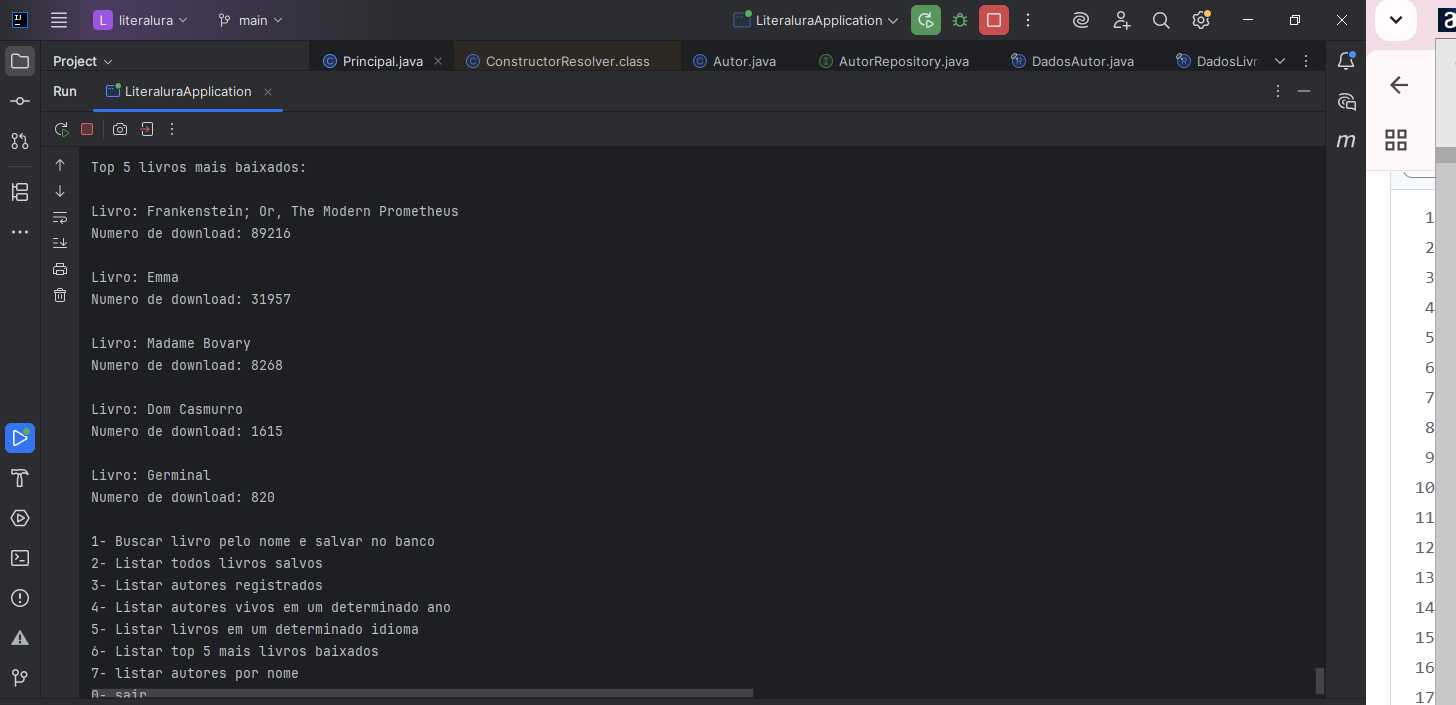 L literalura main LiteraluraApplication
Project Principal.java ConstructorResolver.class Autor.java AutorRepository.java DadosAutor.java DadosLivr
Run LiteraluraApplication
Top 5 livros mais baixados:
Livro: Frankenstein; Or, The Modern Prometheus
Numero de download: 89216
Livro: Emma
Numero de download: 31957
Livro: Madame Bovary
Numero de download: 8268
Livro: Dom Casmurro
Numero de download: 1615
Livro: Germinal
Numero de download: 820
1- Buscar livro pelo nome e salvar no banco
2- Listar todos livros salvos
3- Listar autores registrados
4- Listar autores vivos em um determinado ano
5- Listar livros em um determinado idioma
6- Listar top 5 mais livros baixados
7- listar autores por nome
0- sair
m
a
1
2
3
4
5
6
7
8
9
10
11
12
13
14
15
16
17